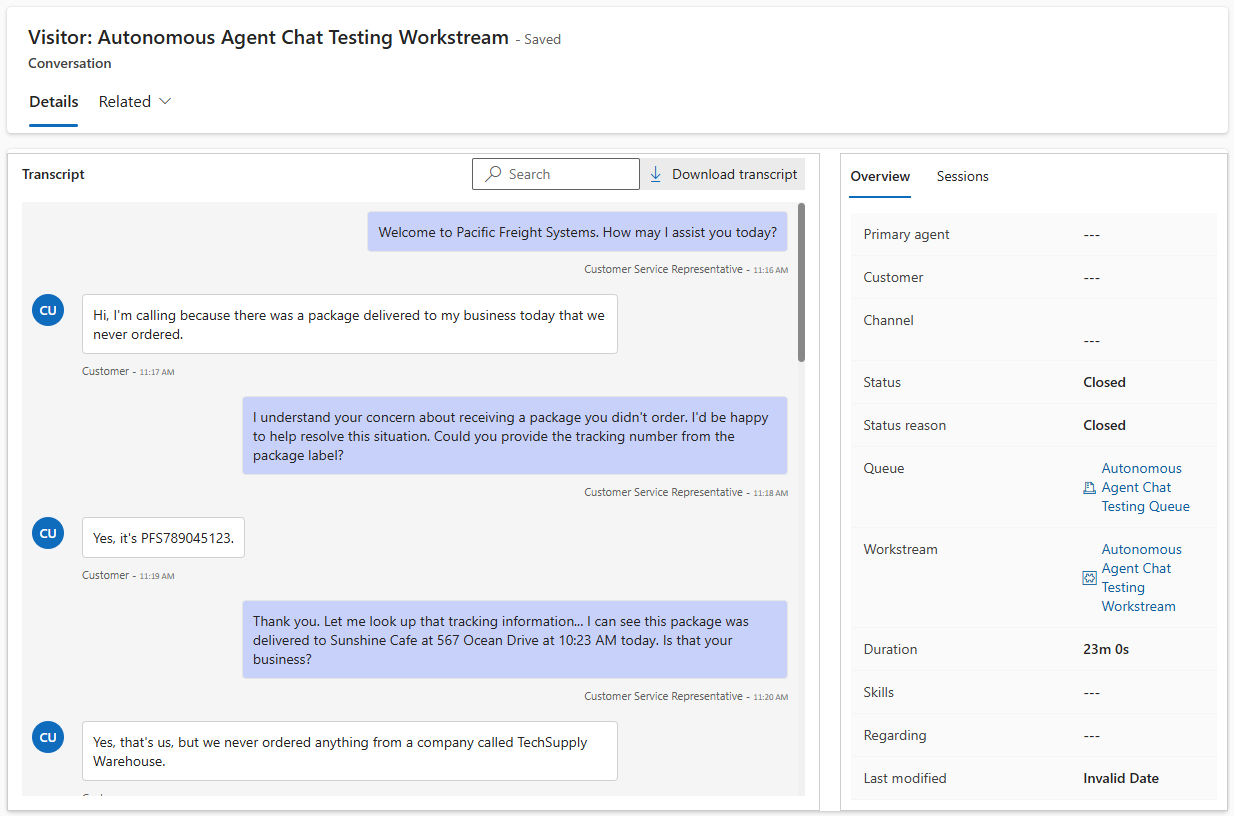 Visitor: Autonomous Agent Chat Testing Workstream - Saved
Conversation
Details Related
Transcript
Search
Download transcript
Welcome to Pacific Freight Systems. How may I assist you today?
Customer Service Representative - 11:16 AM
CU
Hi, I'm calling because there was a package delivered to my business today that we
never ordered.
Customer - 11:17 AM
I understand your concern about receiving a package you didn't order. I'd be happy
to help resolve this situation. Could you provide the tracking number from the
package label?
Customer Service Representative - 11:18 AM
CU
Yes, it's PFS789045123.
Customer - 11:19 AM
Thank you. Let me look up that tracking information... I can see this package was
delivered to Sunshine Cafe at 567 Ocean Drive at 10:23 AM today. Is that your
business?
Customer Service Representative - 11:20 AM
CU
Yes, that's us, but we never ordered anything from a company called TechSupply
Warehouse.
Overview Sessions
Primary agent ---
Customer ---
Channel
---
Status Closed
Status reason Closed
Queue Autonomous
Agent Chat
Testing Queue
Workstream Autonomous
Agent Chat
Testing
Workstream
Duration 23m 0s
Skills ---
Regarding ---
Last modified Invalid Date